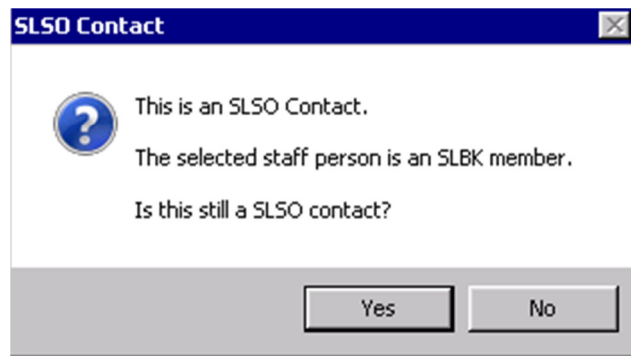 SLSO Contact
This is an SLSO Contact.
The selected staff person is an SLBK member.
Is this still a SLSO contact?
Yes No